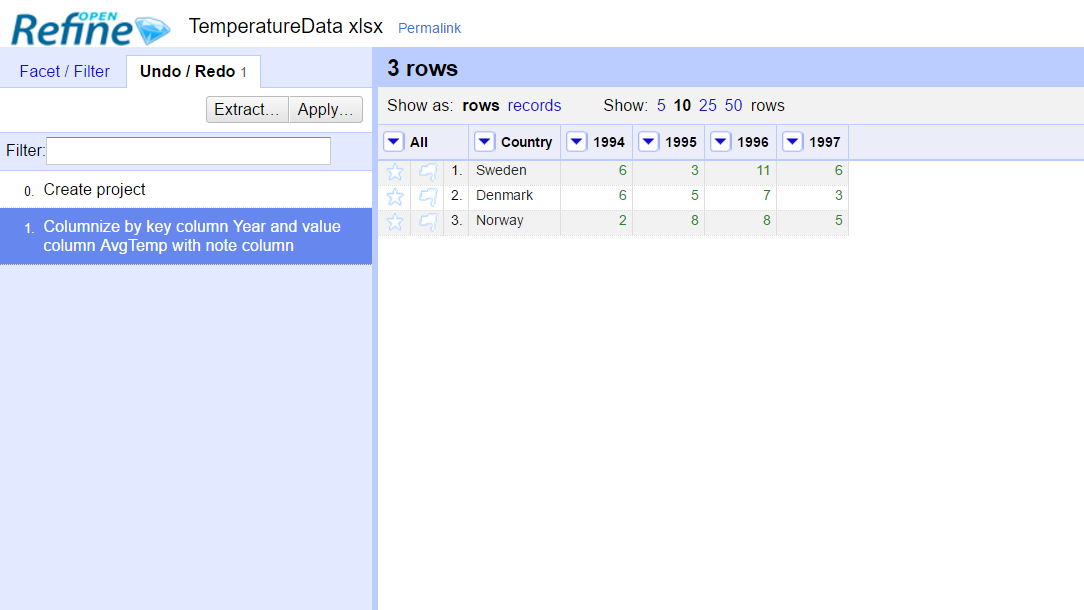 OPEN
Refine TemperatureData xlsx Permalink
Facet / Filter Undo / Redo 1
Extract... Apply...
Filter:
0. Create project
1. Columnize by key column Year and value
column AvgTemp with note column
3 rows
Show as: rows records Show: 5 10 25 50 rows
All Country 1994 1995 1996 1997
1. Sweden 6 3 11 6
2. Denmark 6 5 7 3
3. Norway 2 8 8 5